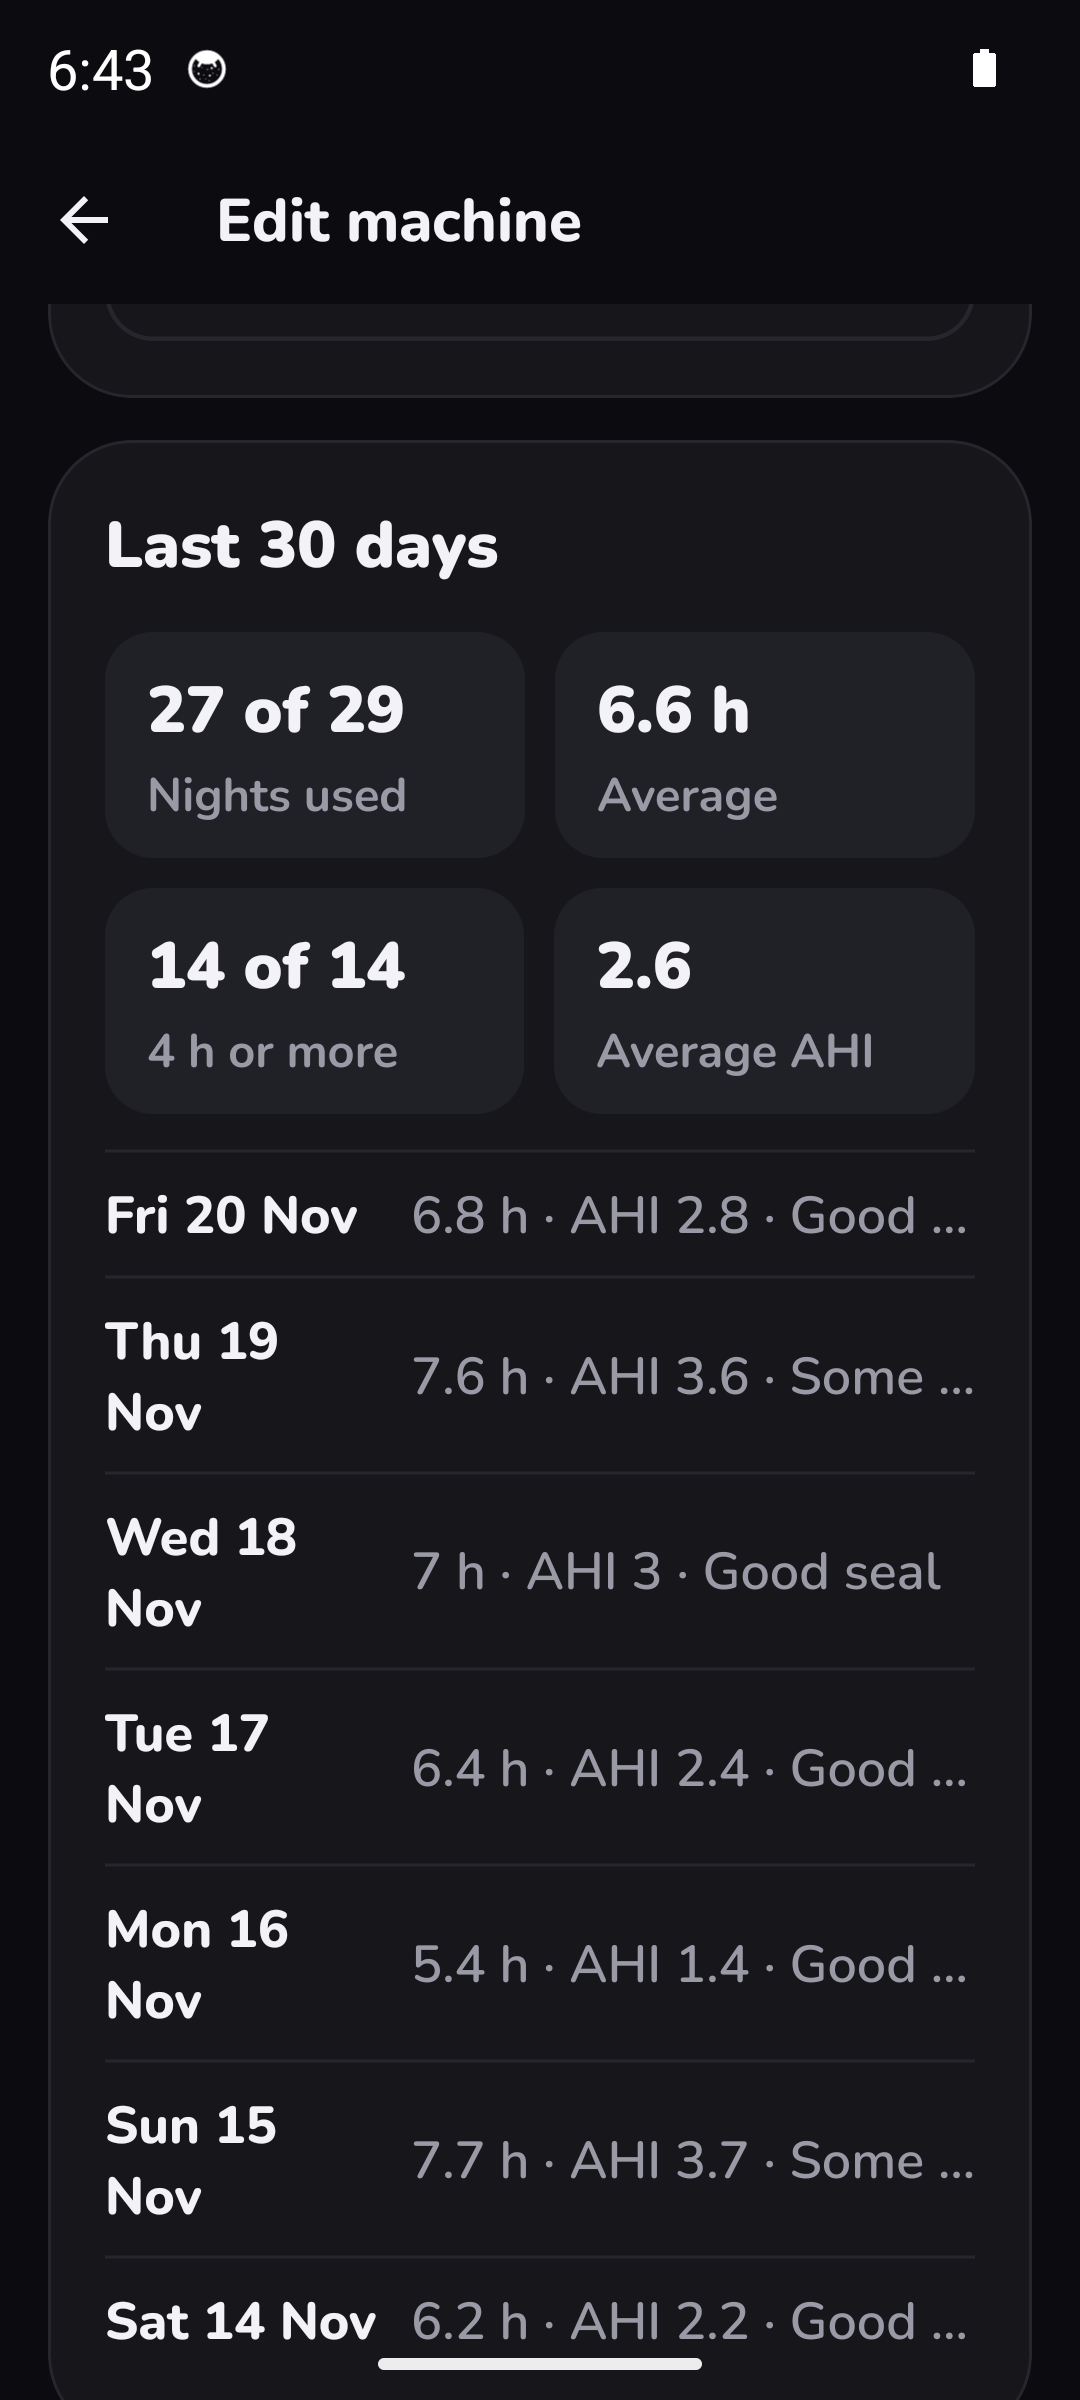 6:43
Edit machine
Last 30 days
27 of 29
Nights used
6.6 h
Average
14 of 14
4 h or more
2.6
Average AHI
Fri 20 Nov 6.8 h · AHI 2.8 · Good ...
Thu 19
Nov
7.6 h · AHI 3.6 · Some ...
Wed 18
Nov
7 h · AHI 3 · Good seal
Tue 17
Nov
6.4 h · AHI 2.4 · Good ...
Mon 16
Nov
5.4 h · AHI 1.4 · Good ...
Sun 15
Nov
7.7 h · AHI 3.7 · Some ...
Sat 14 Nov 6.2 h · AHI 2.2 · Good ...